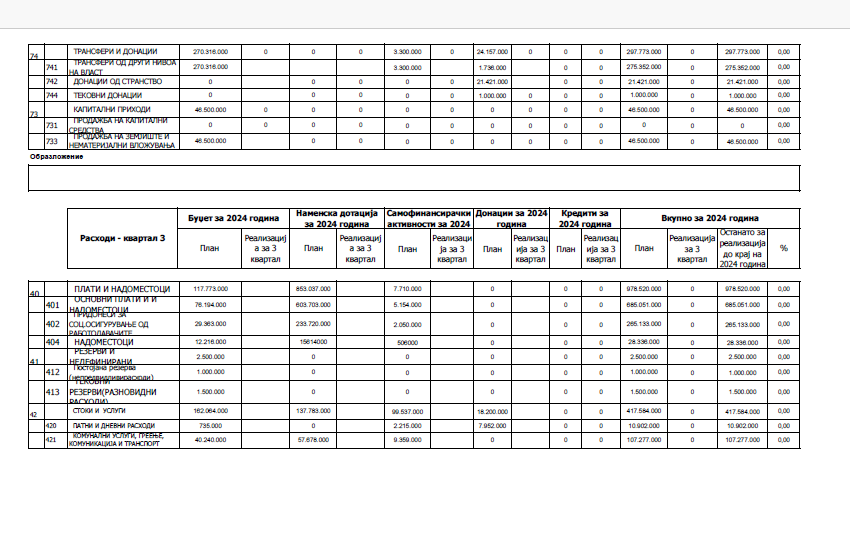 74 ТРАНСФЕРИ И ДОНАЦИИ 270.316.000 0 0 0 3.300.000 0 24.157.000 0 0 0 297.773.000 0 297.773.000 0,00
741 ТРАНСФЕРИ ОД ДРУГИ НИВОА НА ВЛАСТ 270.316.000 0 0 3.300.000 0 1.736.000 0 0 0 275.352.000 0 275.352.000 0,00
742 ДОНАЦИИ ОД СТРАНСТВО 0 0 0 0 0 21.421.000 0 0 0 21.421.000 0 21.421.000 0,00
744 ТЕКОВНИ ДОНАЦИИ 0 0 0 0 0 1.000.000 0 0 0 1.000.000 0 1.000.000 0,00
73 КАПИТАЛНИ ПРИХОДИ 46.500.000 0 0 0 0 0 0 0 0 0 46.500.000 0 46.500.000 0,00
731 ПРОДАЖБА НА КАПИТАЛНИ СРЕДСТВА 0 0 0 0 0 0 0 0 0 0 0 0 0 0,00
733 ПРОДАЖБА НА ЗЕМЈИШТЕ И НЕМАТЕРИЈАЛНИ ВЛОЖУВАЊА 46.500.000 0 0 0 0 0 0 0 0 46.500.000 0 46.500.000 0,00
Образложение
Расходи - квартал 3
Буџет за 2024 година
Наменска дотација за 2024 година
Самофинансирачки активности за 2024
Донации за 2024 година
Кредити за 2024 година
Вкупно за 2024 година
План Реализација за 3 квартал План Реализација за 3 квартал План Реализација за 3 квартал План Реализација за 3 квартал План Реализација за 3 квартал План Реализација за 3 квартал Останато за реализација до крај на 2024 година %
40 ПЛАТИ И НАДОМЕСТОЦИ 117.773.000 853.037.000 7.710.000 0 0 0 0 978.520.000 978.520.000 0,00
401 ОСНОВНИ ПЛАТИ И И НАДОМЕСТОЦИ 76.194.000 603.703.000 5.154.000 0 0 0 0 685.051.000 685.051.000 0,00
402 ПРИДОНЕСИ ЗА СОЦ.ОСИГУРУВАЊЕ ОД РАБОТОДАВАЧИТЕ 29.363.000 233.720.000 2.050.000 0 0 0 0 265.133.000 265.133.000 0,00
404 НАДОМЕСТОЦИ 12.216.000 15614000 506000 0 0 0 0 28.336.000 28.336.000 0,00
41 РЕЗЕРВИ И НЕДЕФИНИРАНИ 2.500.000 0 0 0 0 0 0 2.500.000 2.500.000 0,00
412 Постојана резерва (непредвидливирасходи) 1.000.000 0 0 0 0 0 0 1.000.000 1.000.000 0,00
413 ТЕКОВНИ РЕЗЕРВИ(РАЗНОВИДНИ РАСХОДИ) 1.500.000 0 0 0 0 0 0 1.500.000 1.500.000 0,00
42 СТОКИ И УСЛУГИ 162.064.000 137.783.000 99.537.000 18.200.000 0 0 417.584.000 417.584.000 0,00
420 ПАТНИ И ДНЕВНИ РАСХОДИ 735.000 0 2.215.000 7.952.000 0 0 10.902.000 10.902.000 0,00
421 КОМУНАЛНИ УСЛУГИ, ГРЕЕЊЕ, КОМУНИКАЦИЈА И ТРАНСПОРТ 40.240.000 57.678.000 9.359.000 0 0 0 107.277.000 107.277.000 0,00